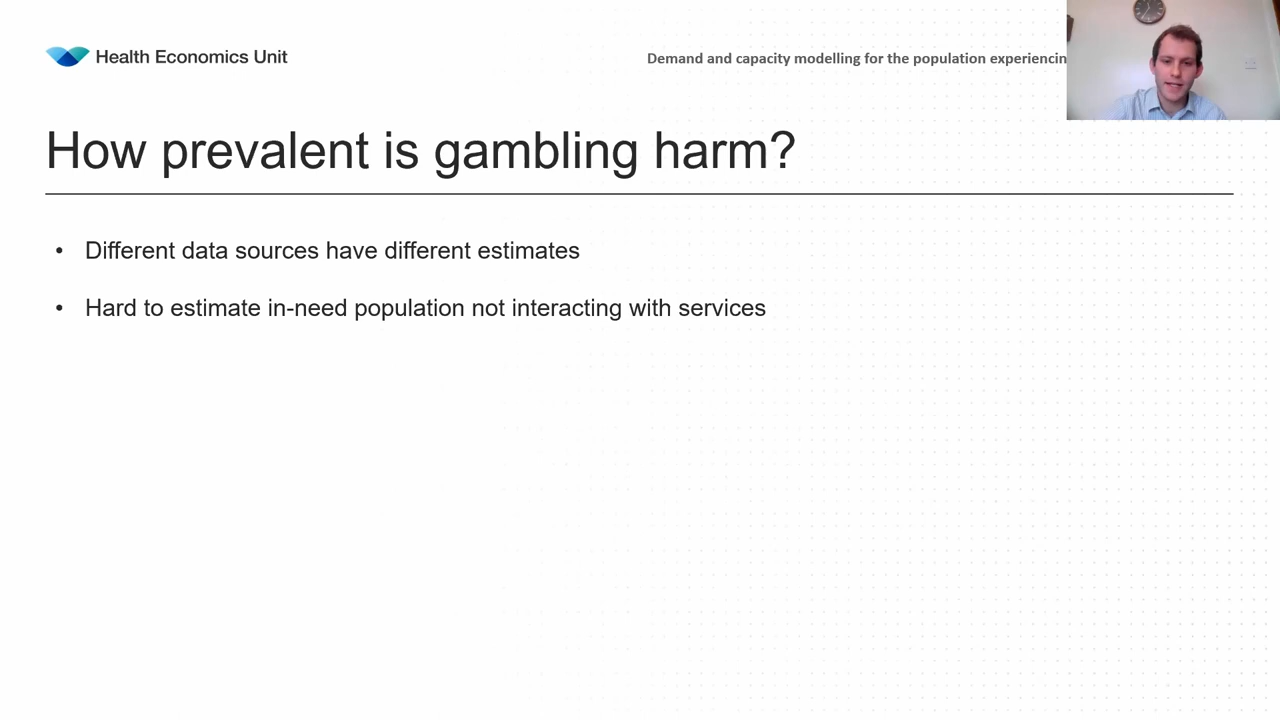 Health Economics Unit
Demand and capacity modelling for the population experiencin
How prevalent is gambling harm?
• Different data sources have different estimates
• Hard to estimate in-need population not interacting with services